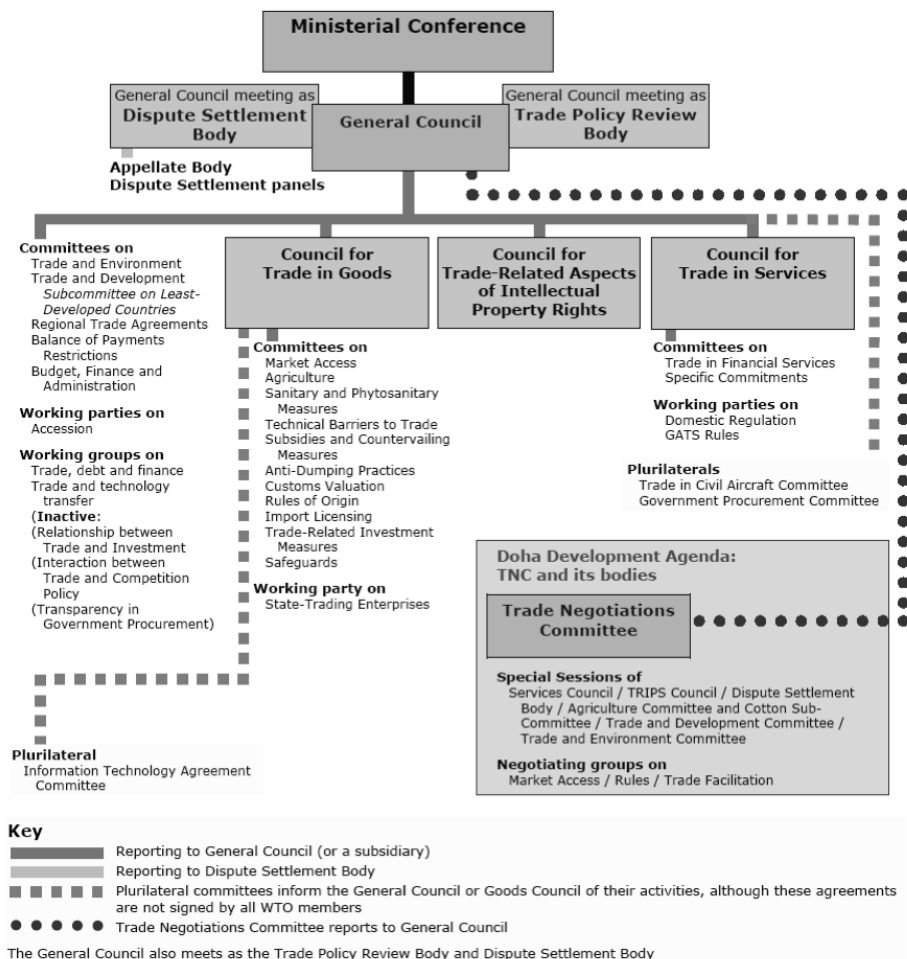 Ministerial Conference
General Council meeting as
Dispute Settlement
Body
General Council
General Council meeting as
Trade Policy Review
Body
Appellate Body
Dispute Settlement panels
Committees on
Trade and Environment
Trade and Development
Subcommittee on Least-
Developed Countries
Regional Trade Agreements
Balance of Payments
Restrictions
Budget, Finance and
Administration
Working parties on
Accession
Working groups on
Trade, debt and finance
Trade and technology
transfer
(Inactive:
(Relationship between
Trade and Investment
(Interaction between
Trade and Competition
Policy
(Transparency in
Government Procurement)
Council for
Trade in Goods
Committees on
Market Access
Agriculture
Sanitary and Phytosanitary
Measures
Technical Barriers to Trade
Subsidies and Countervailing
Measures
Anti-Dumping Practices
Customs Valuation
Rules of Origin
Import Licensing
Trade-Related Investment
Measures
Safeguards
Working party on
State-Trading Enterprises
Council for
Trade-Related Aspects
of Intellectual
Property Rights
Council for
Trade in Services
Committees on
Trade in Financial Services
Specific Commitments
Working parties on
Domestic Regulation
GATS Rules
Plurilaterals
Trade in Civil Aircraft Committee
Government Procurement Committee
Plurilateral
Information Technology Agreement
Committee
Doha Development Agenda:
TNC and its bodies
Trade Negotiations
Committee
Special Sessions of
Services Council / TRIPS Council / Dispute Settlement
Body / Agriculture Committee and Cotton Sub-
Committee / Trade and Development Committee /
Trade and Environment Committee
Negotiating groups on
Market Access / Rules / Trade Facilitation
Key
Reporting to General Council (or a subsidiary)
Reporting to Dispute Settlement Body
Plurilateral committees inform the General Council or Goods Council of their activities, although these agreements
are not signed by all WTO members
Trade Negotiations Committee reports to General Council
The General Council also meets as the Trade Policy Review Body and Dispute Settlement Body